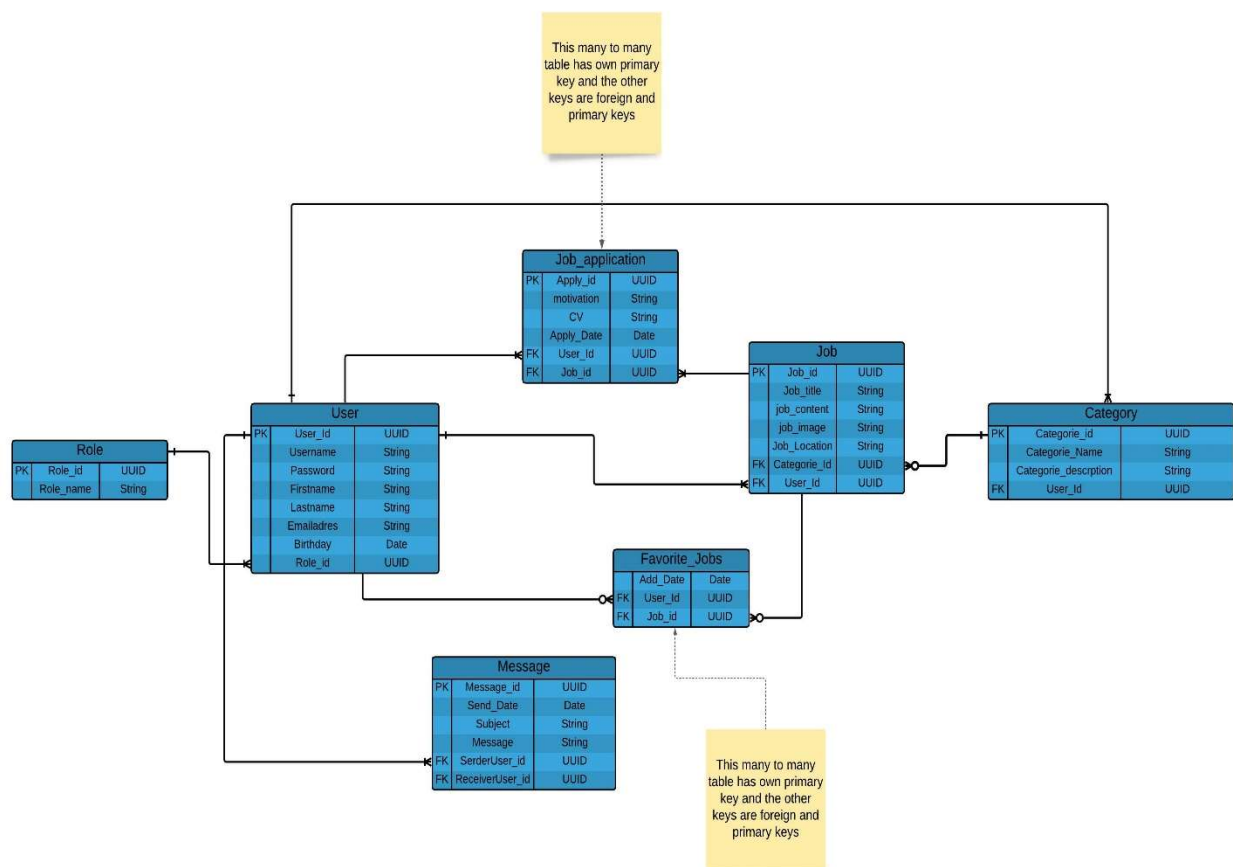 This many to many
table has own primary
key and the other
keys are foreign and
primary keys
Job_application
PK Apply_id UUID
motivation String
CV String
Apply_Date Date
FK User_Id UUID
FK Job_id UUID
Job
PK Job_id UUID
Job_title String
job_content String
job_image String
Job_Location String
FK Categorie_Id UUID
FK User_Id UUID
User
PK User_Id UUID
Username String
Password String
Firstname String
Lastname String
Emailadres String
Birthday Date
Role_id UUID
Category
PK Categorie_id UUID
Categorie_Name String
Categorie_descrption String
FK User_Id UUID
Role
PK Role_id UUID
Role_name String
Favorite_Jobs
Add_Date Date
FK User_Id UUID
FK Job_id UUID
Message
PK Message_id UUID
Send_Date Date
Subject String
Message String
FK SerderUser_id UUID
FK ReceiverUser_id UUID
This many to many
table has own primary
key and the other
keys are foreign and
primary keys